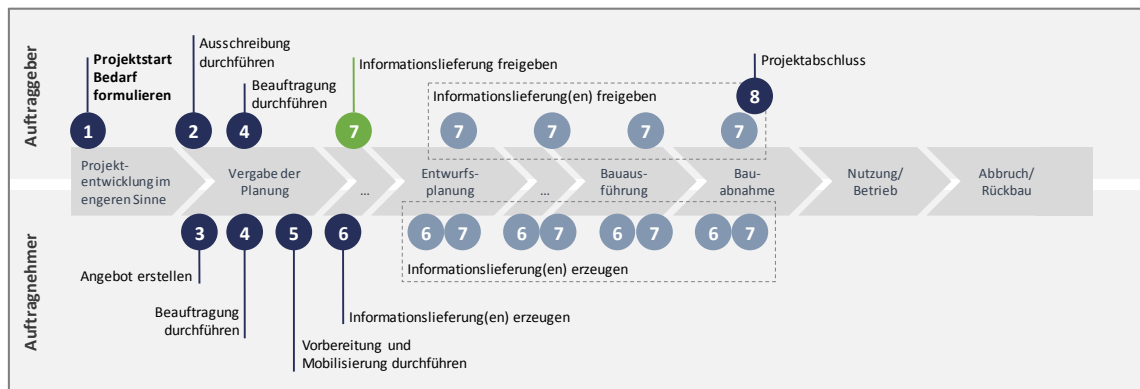 Auftraggeber
Projektstart
Bedarf
formulieren
Ausschreibung
durchführen
Beauftragung
durchführen
Informationslieferung freigeben
Informationslieferung(en) freigeben
Projektabschluss
1
2
4
7
7
7
7
7
8
Projekt-
entwicklung im
engeren Sinne
Vergabe der
Planung
...
Entwurfs-
planung
...
Bauaus-
führung
Bau-
abnahme
Nutzung/
Betrieb
Abbruch/
Rückbau
Auftragnehmer
3
4
5
6
6 7
6 7
6 7
6 7
Angebot erstellen
Beauftragung
durchführen
Vorbereitung und
Mobilisierung durchführen
Informationslieferung(en) erzeugen
Informationslieferung(en) erzeugen